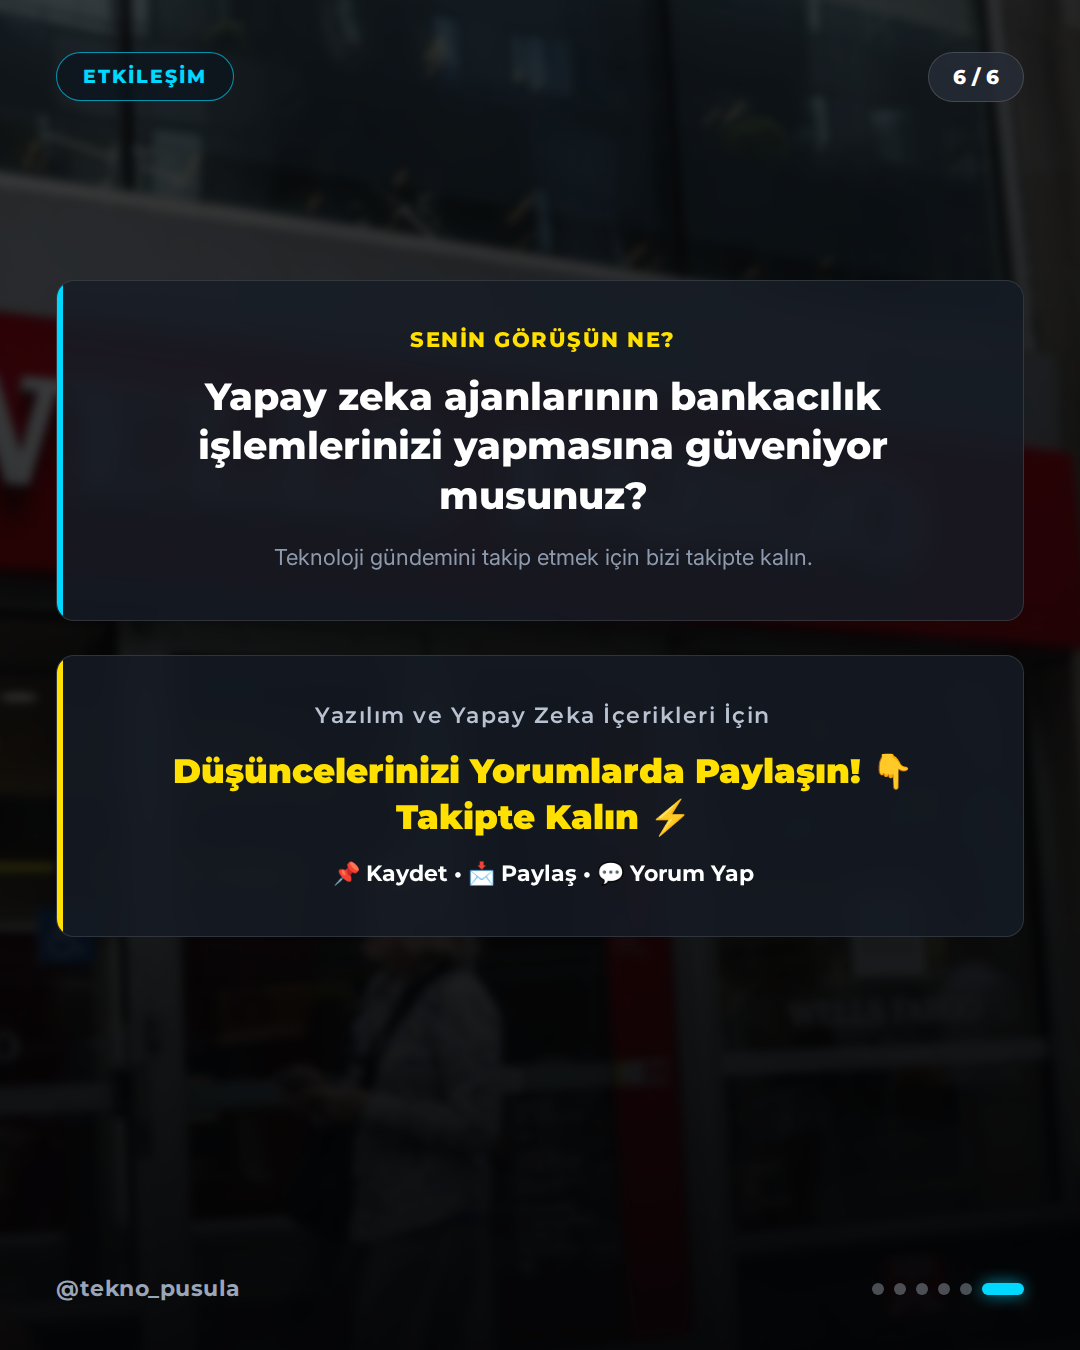 ETKİLEŞİM
6 / 6
SENİN GÖRÜŞÜN NE?
Yapay zeka ajanlarının bankacılık
işlemlerinizi yapmasına güveniyor
musunuz?
Teknoloji gündemini takip etmek için bizi takipte kalın.
Yazılım ve Yapay Zeka İçerikleri İçin
Düşüncelerinizi Yorumlarda Paylaşın! 👇
Takipte Kalın ⚡
📌 Kaydet • 📩 Paylaş • 💬 Yorum Yap
@tekno_pusula